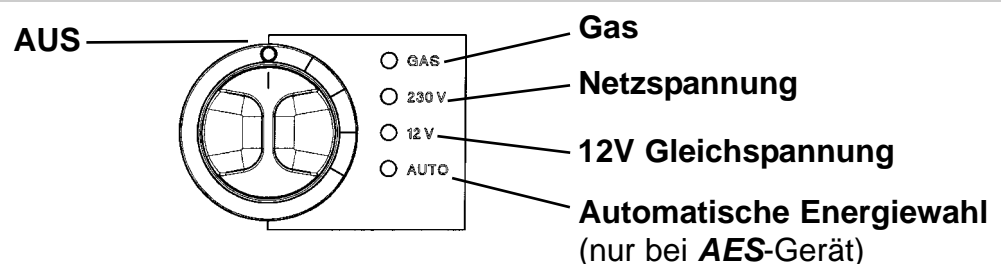 AUS
Gas
GAS
Netzspannung
230 V
12V Gleichspannung
12 V
AUTO
Automatische Energiewahl
(nur bei AES-Gerät)